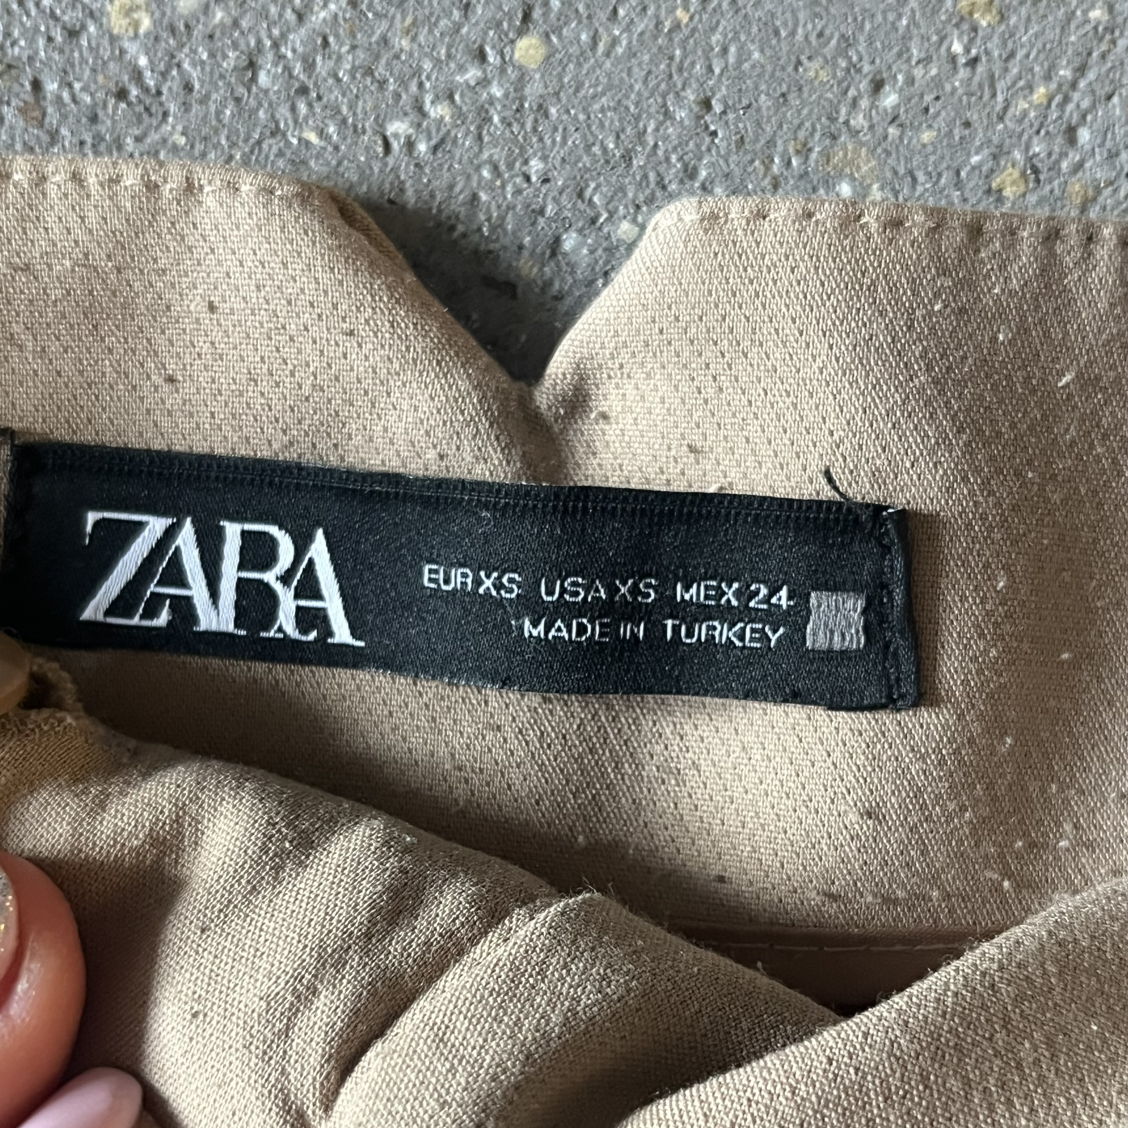 ZARA
EUR XS USA XS MEX 24
MADE IN TURKEY